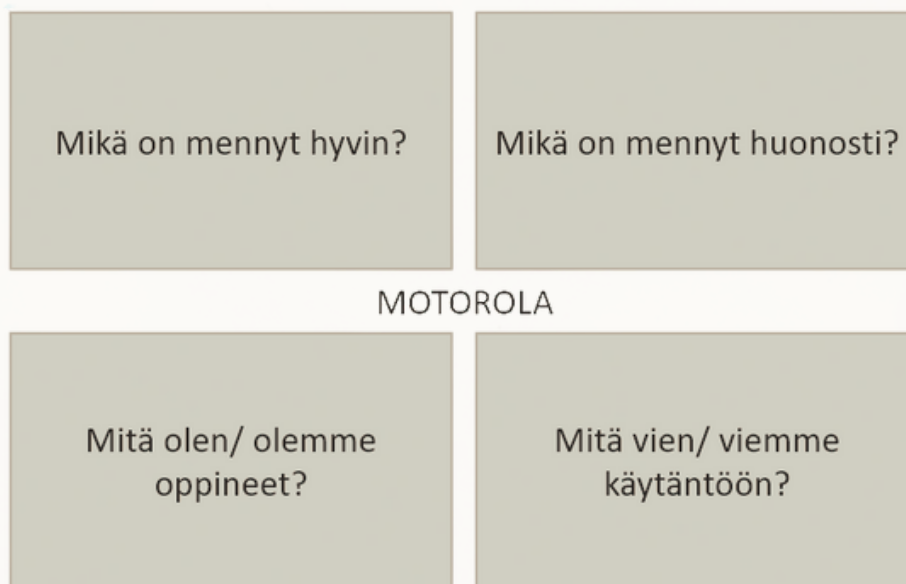 Mikä on mennyt hyvin?
Mikä on mennyt huonosti?
MOTOROLA
Mitä olen/ olemme
oppineet?
Mitä vien/ viemme
käytäntöön?